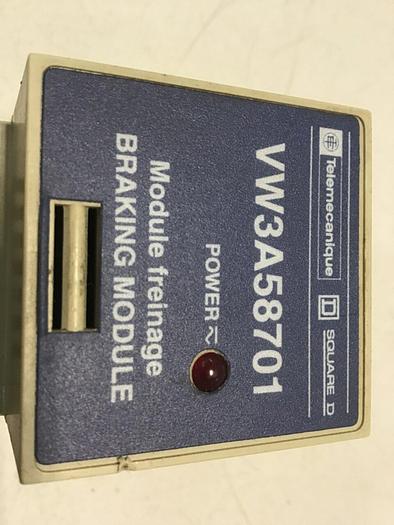 Telemecanique SQUARE D
VW3A58701
POWER ~
Module freinage
BRAKING MODULE